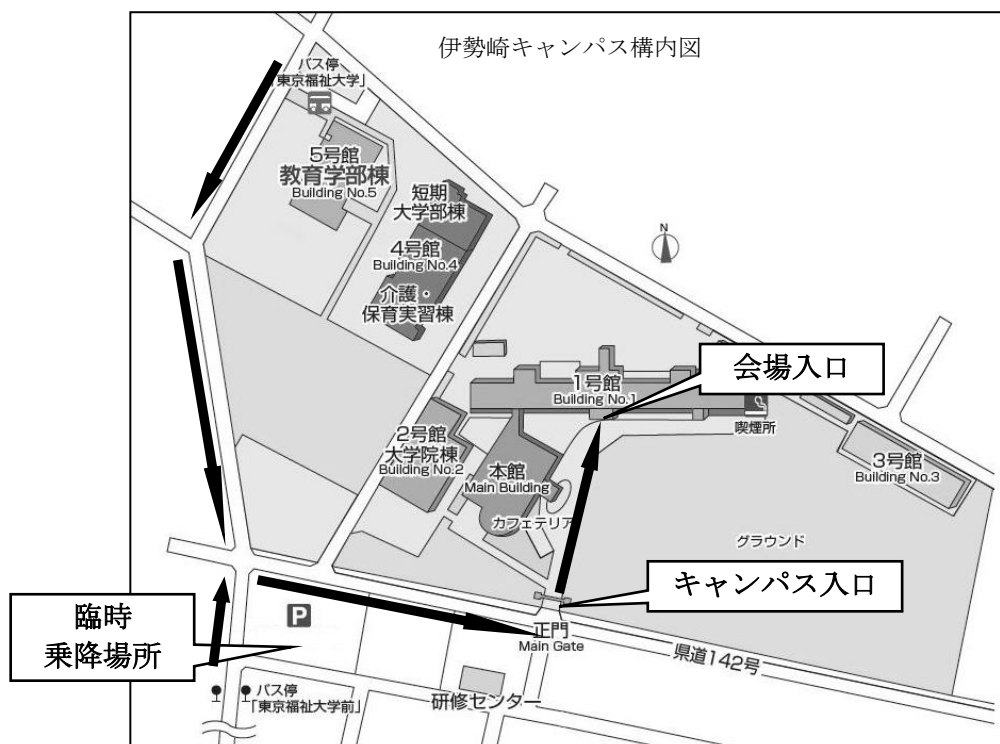 伊勢崎キャンパス構内図
バス停
「東京福祉大学」
5号館
教育学部棟
Building No.5
短期
大学部棟
4号館
Building No.4
介護・
保育実習棟
N
会場入口
1号館
Building No.1
喫煙所
2号館
大学院棟
Building No.2
本館
Main Building
カフェテリア
3号館
Building No.3
グラウンド
キャンパス入口
臨時
乗降場所
P
正門
Main Gate
県道142号
バス停
「東京福祉大学前」
研修センター